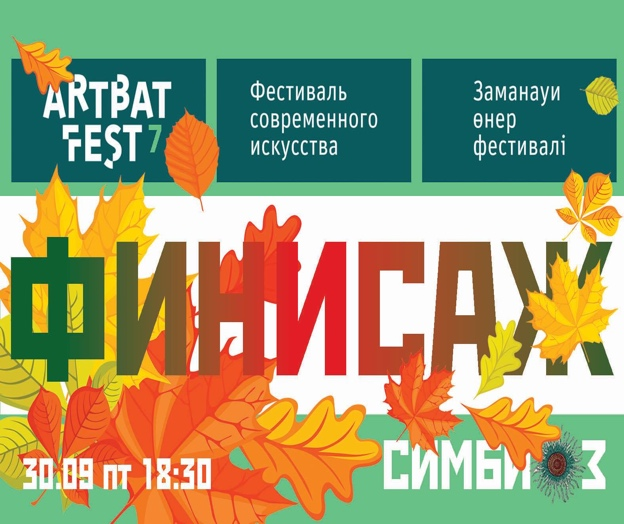 ARTBAT
FEST 7
Фестиваль
современного
искусства
Заманауи
өнер
фестивалі
ФИНИСАЖ
30.09 пт 18:30
СИМБИОЗ